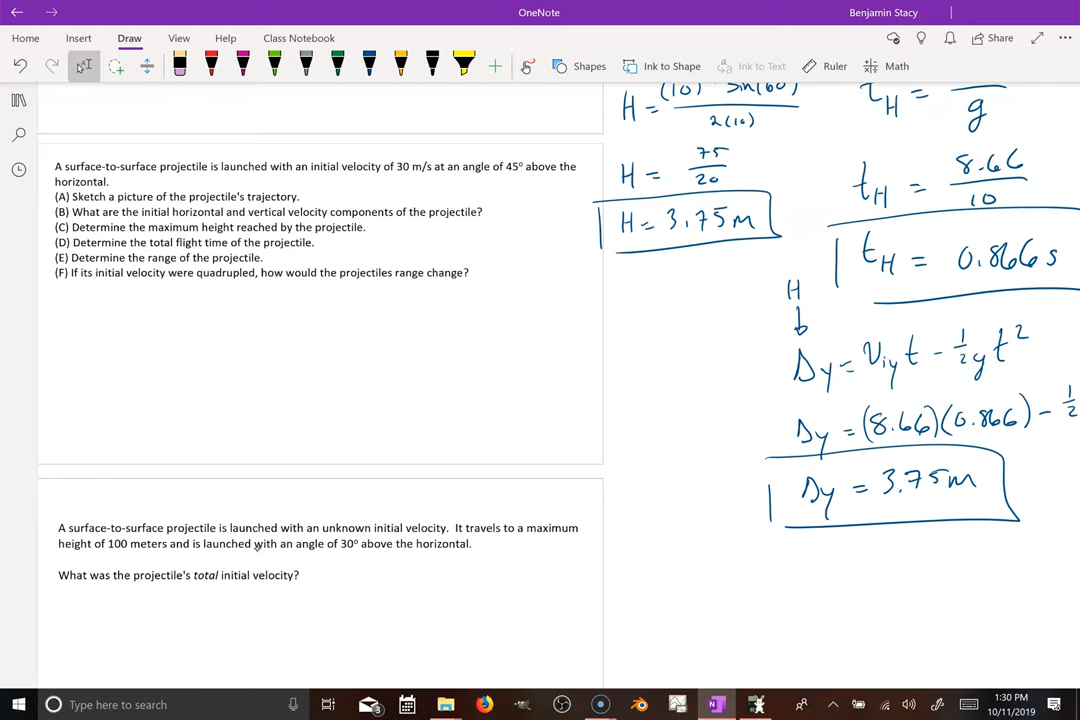 OneNote
Benjamin Stacy
Home Insert Draw View Help Class Notebook
Share
Shapes Ink to Shape Ink to Text Ruler Math
A surface-to-surface projectile is launched with an initial velocity of 30 m/s at an angle of 45° above the
horizontal.
(A) Sketch a picture of the projectile's trajectory.
(B) What are the initial horizontal and vertical velocity components of the projectile?
(C) Determine the maximum height reached by the projectile.
(D) Determine the total flight time of the projectile.
(E) Determine the range of the projectile.
(F) If its initial velocity were quadrupled, how would the projectiles range change?
A surface-to-surface projectile is launched with an unknown initial velocity. It travels to a maximum
height of 100 meters and is launched with an angle of 30° above the horizontal.
What was the projectile's total initial velocity?
H = (10) sin(60) / 2(10)
H = 75/20
H = 3.75m
t_H = /g
t_H = 8.66/10
t_H = 0.866s
H
Δy = v_iy t - 1/2 g t²
Δy = (8.66)(0.866) - 1/2
Δy = 3.75m
Type here to search
3
1:30 PM
10/11/2019